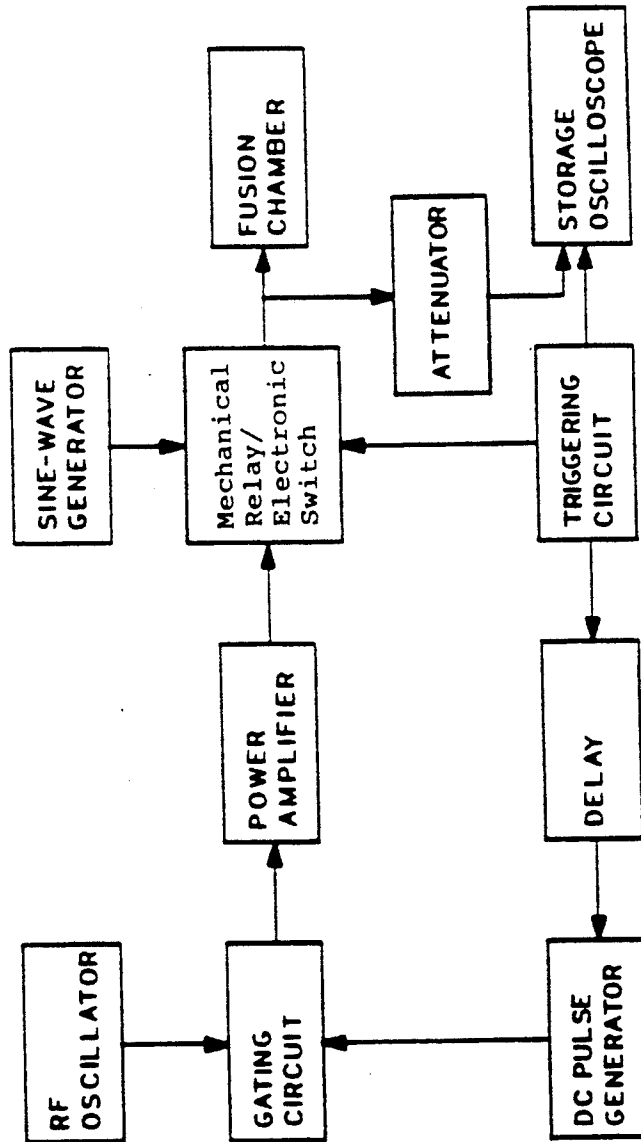 RF
OSCILLATOR
SINE-WAVE
GENERATOR
GATING
CIRCUIT
POWER
AMPLIFIER
Mechanical
Relay/
Electronic
Switch
FUSION
CHAMBER
ATTENUATOR
DC PULSE
GENERATOR
DELAY
TRIGGERING
CIRCUIT
STORAGE
OSCILLOSCOPE